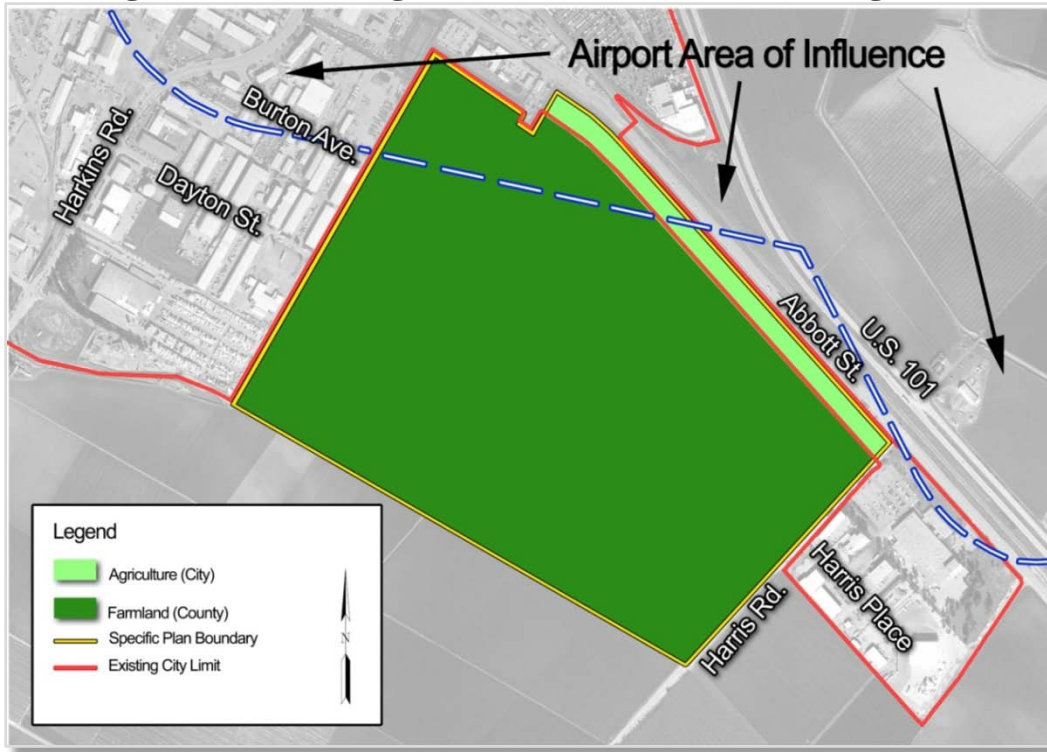 Airport Area of Influence
Burton Ave.
Harkins Rd.
Dayton St.
Abbott St.
U.S. 101
Harris Rd.
Harris Place
Legend
Agriculture (City)
Farmland (County)
Specific Plan Boundary
Existing City Limit
N